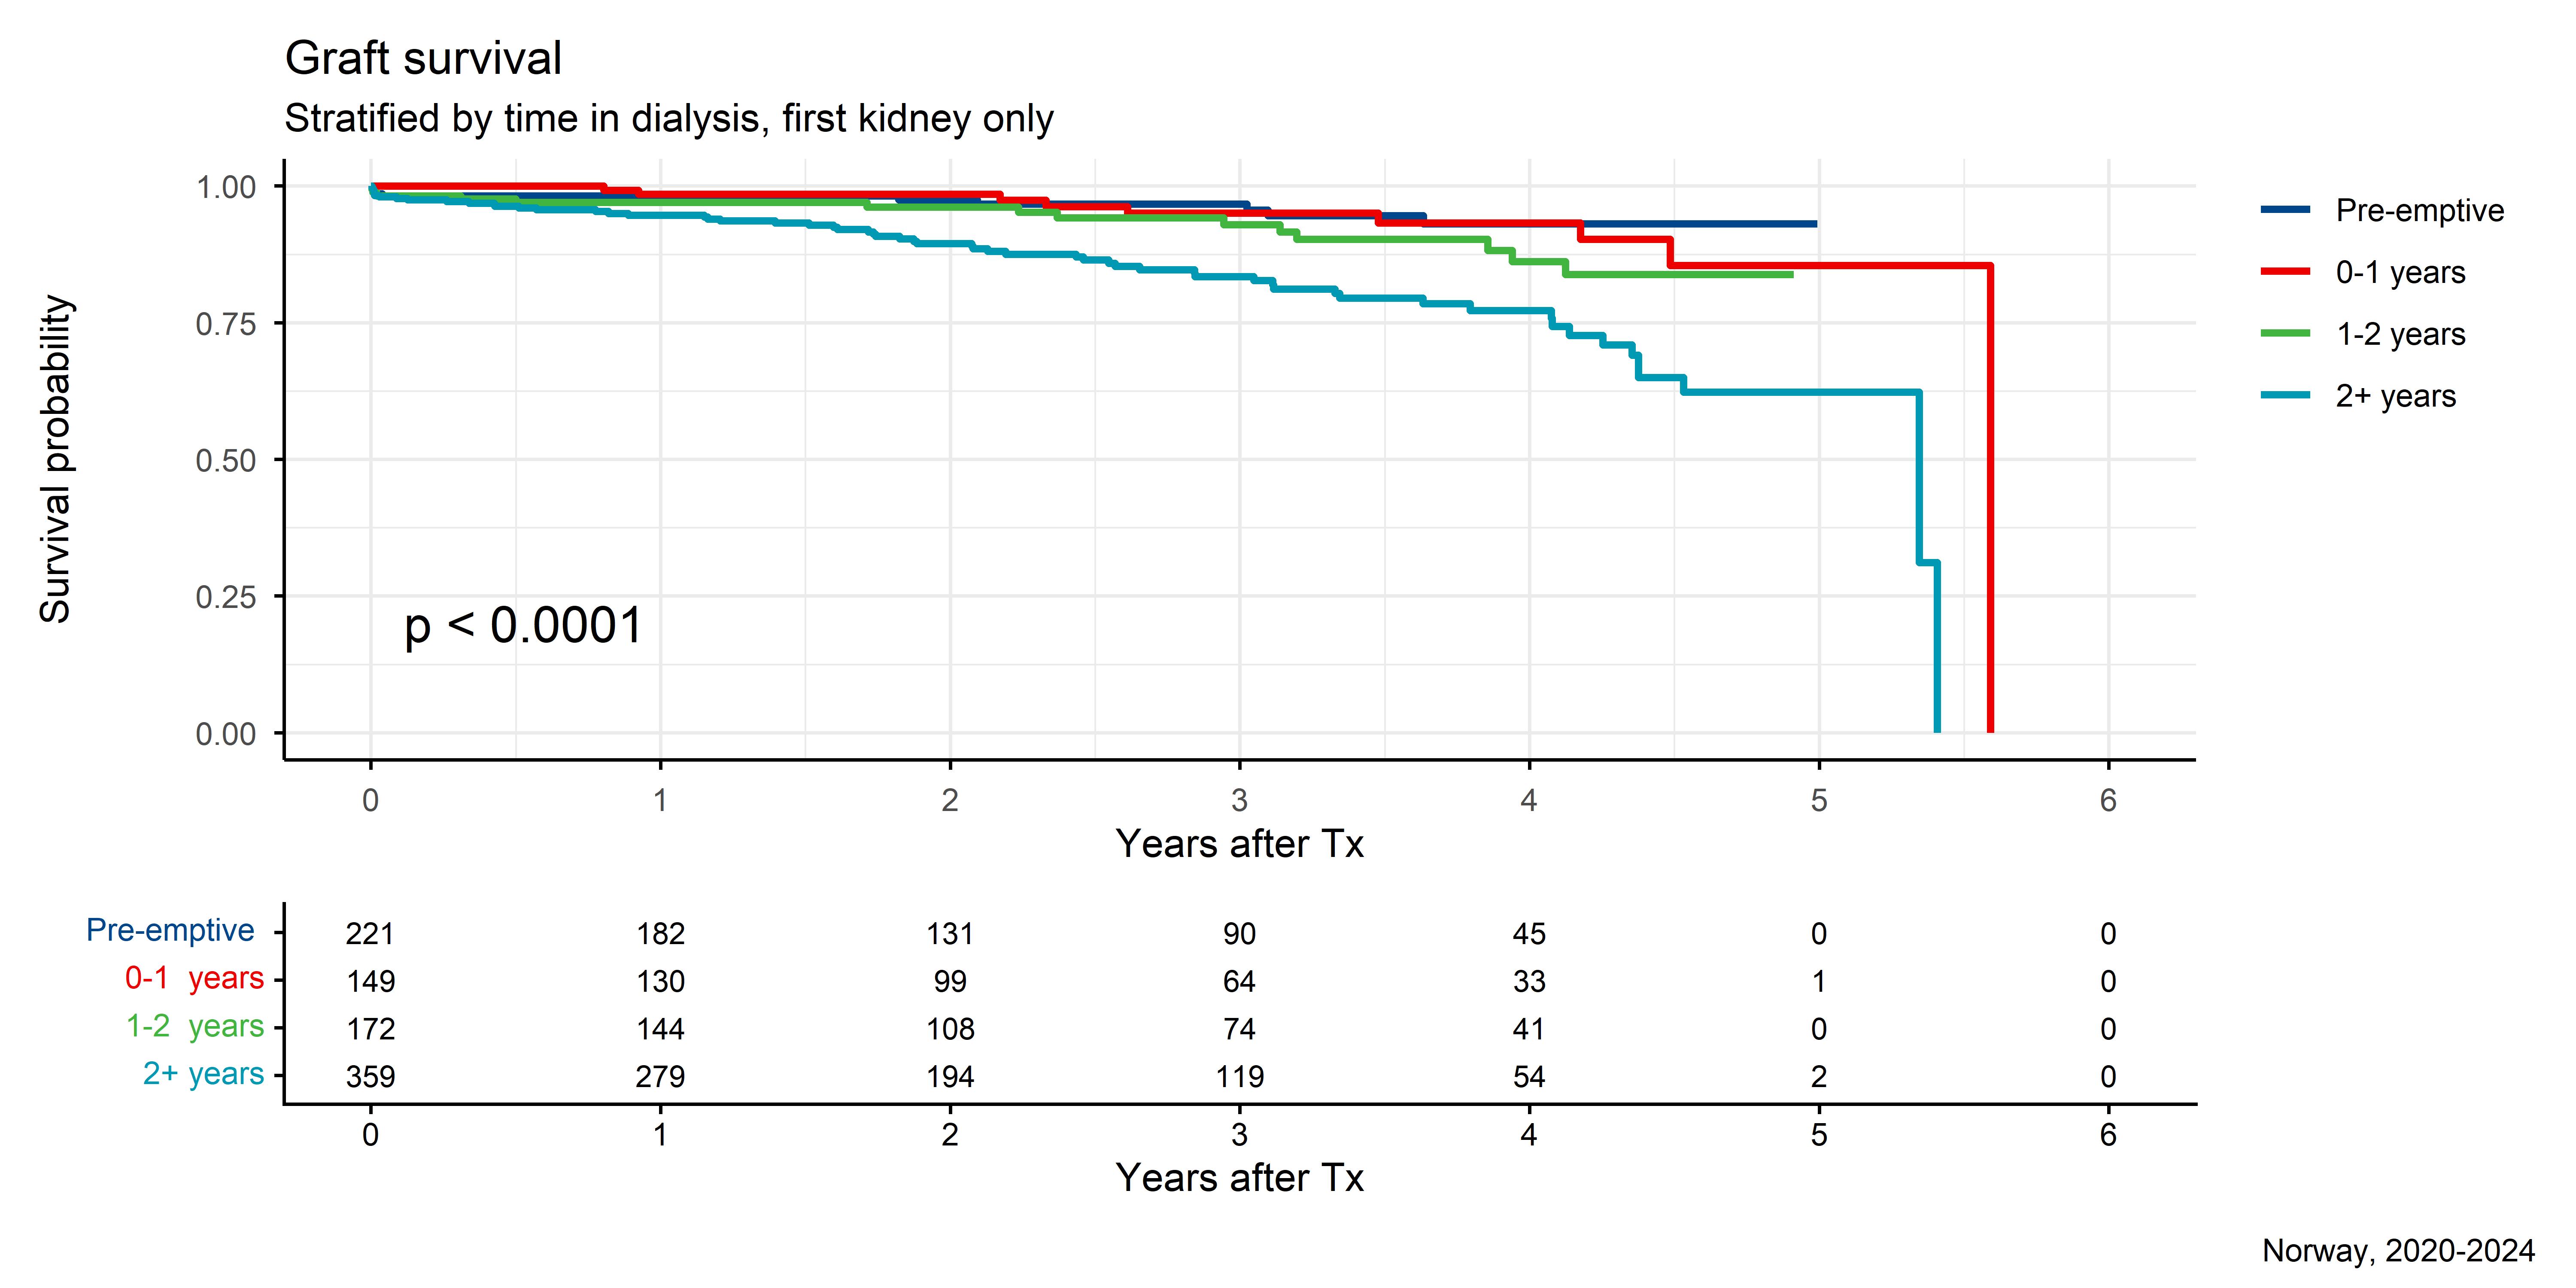 Graft survival
Stratified by time in dialysis, first kidney only
Survival probability
1.00
0.75
0.50
0.25
0.00
p < 0.0001
0 1 2 3 4 5 6
Years after Tx
Pre-emptive
0-1 years
1-2 years
2+ years
Pre-emptive 221 182 131 90 45 0 0
0-1 years 149 130 99 64 33 1 0
1-2 years 172 144 108 74 41 0 0
2+ years 359 279 194 119 54 2 0
0 1 2 3 4 5 6
Years after Tx
Norway, 2020-2024